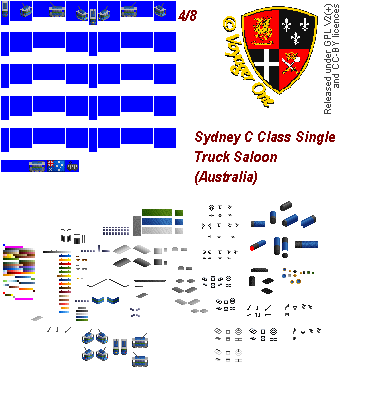 4/8
© Voyager One
Released under GPL V2(+)
and CC-BY licences
Sydney C Class Single
Truck Saloon
(Australia)